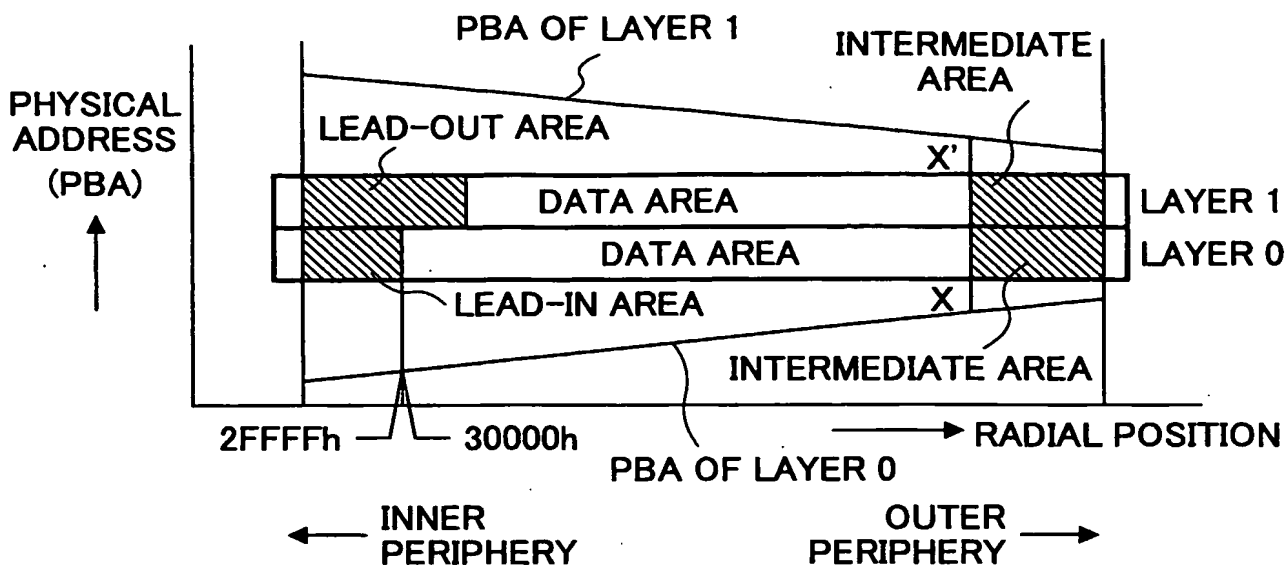 PBA OF LAYER 1
INTERMEDIATE
AREA
PHYSICAL
ADDRESS
(PBA)
LEAD-OUT AREA
X'
DATA AREA
LAYER 1
DATA AREA
LAYER 0
LEAD-IN AREA
X
INTERMEDIATE AREA
2FFFFh
30000h
RADIAL POSITION
PBA OF LAYER 0
INNER
PERIPHERY
OUTER
PERIPHERY